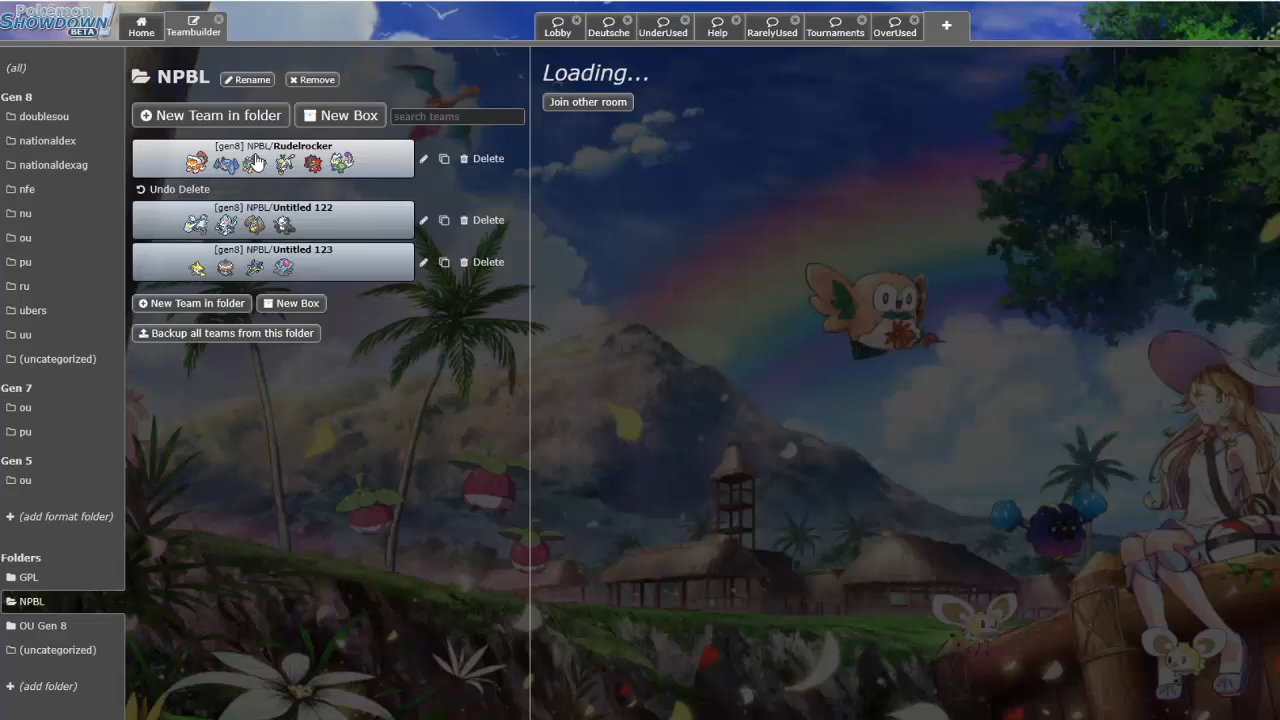 Pokémon
SHOWDOWN!
BETA
Home
Teambuilder
Lobby
Deutsche
UnderUsed
Help
RarelyUsed
Tournaments
OverUsed
+
(all)
Gen 8
doublesou
nationaldex
nationaldexag
nfe
nu
ou
pu
ru
ubers
uu
(uncategorized)
Gen 7
ou
pu
Gen 5
ou
+ (add format folder)
Folders
GPL
NPBL
OU Gen 8
(uncategorized)
+ (add folder)
NPBL Rename Remove
New Team in folder New Box search teams
[gen8] NPBL/Rudelrocker
Delete
Undo Delete
[gen8] NPBL/Untitled 122
Delete
[gen8] NPBL/Untitled 123
Delete
New Team in folder New Box
Backup all teams from this folder
Loading...
Join other room